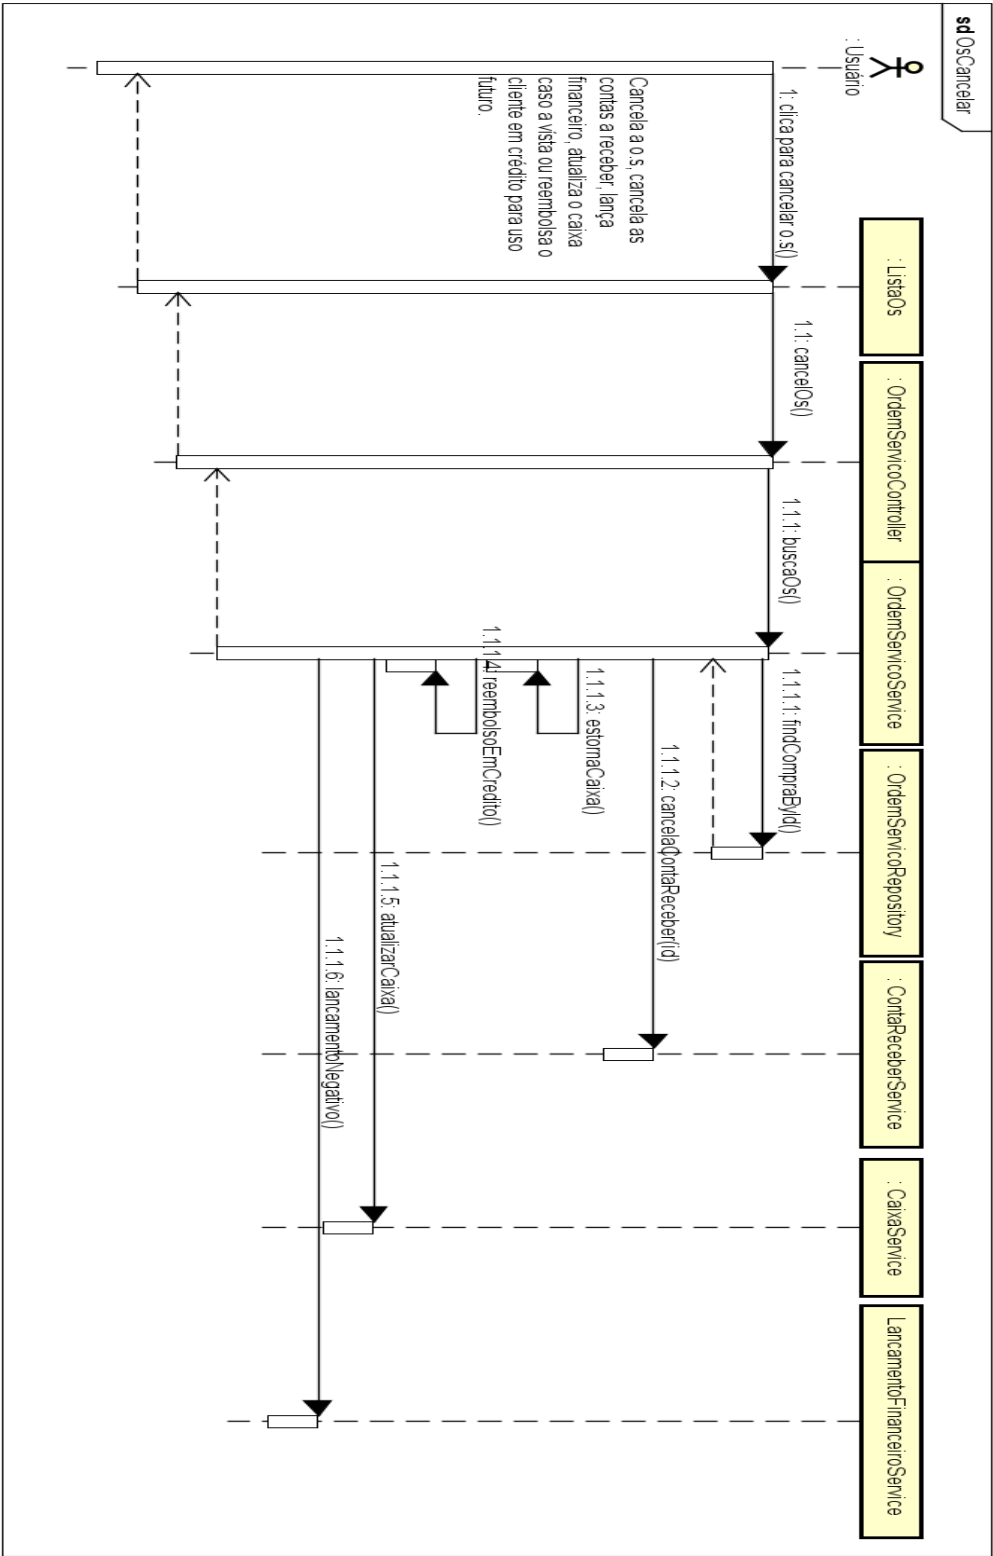 sd OsCancelar
: Usuário
: ListaOs
: OrdemServicoController
: OrdemServicoService
: OrdemServicoRepository
: ContaReceberService
: CaixaService
LancamentoFinanceiroService
1: clica para cancelar o.s()
1.1: cancelOs()
1.1.1: buscaOs()
1.1.1.1: findCompraById()
Cancela a o.s, cancela as
contas a receber, lança
financeiro, atualiza o caixa
caso a vista ou reembolsa o
cliente em crédito para uso
futuro.
1.1.1.2: cancelaContaReceber(id)
1.1.1.3: estornaCaixa()
1.1.1.4: reembolsoEmCredito()
1.1.1.5: atualizarCaixa()
1.1.1.6: lancamentoNegativo()